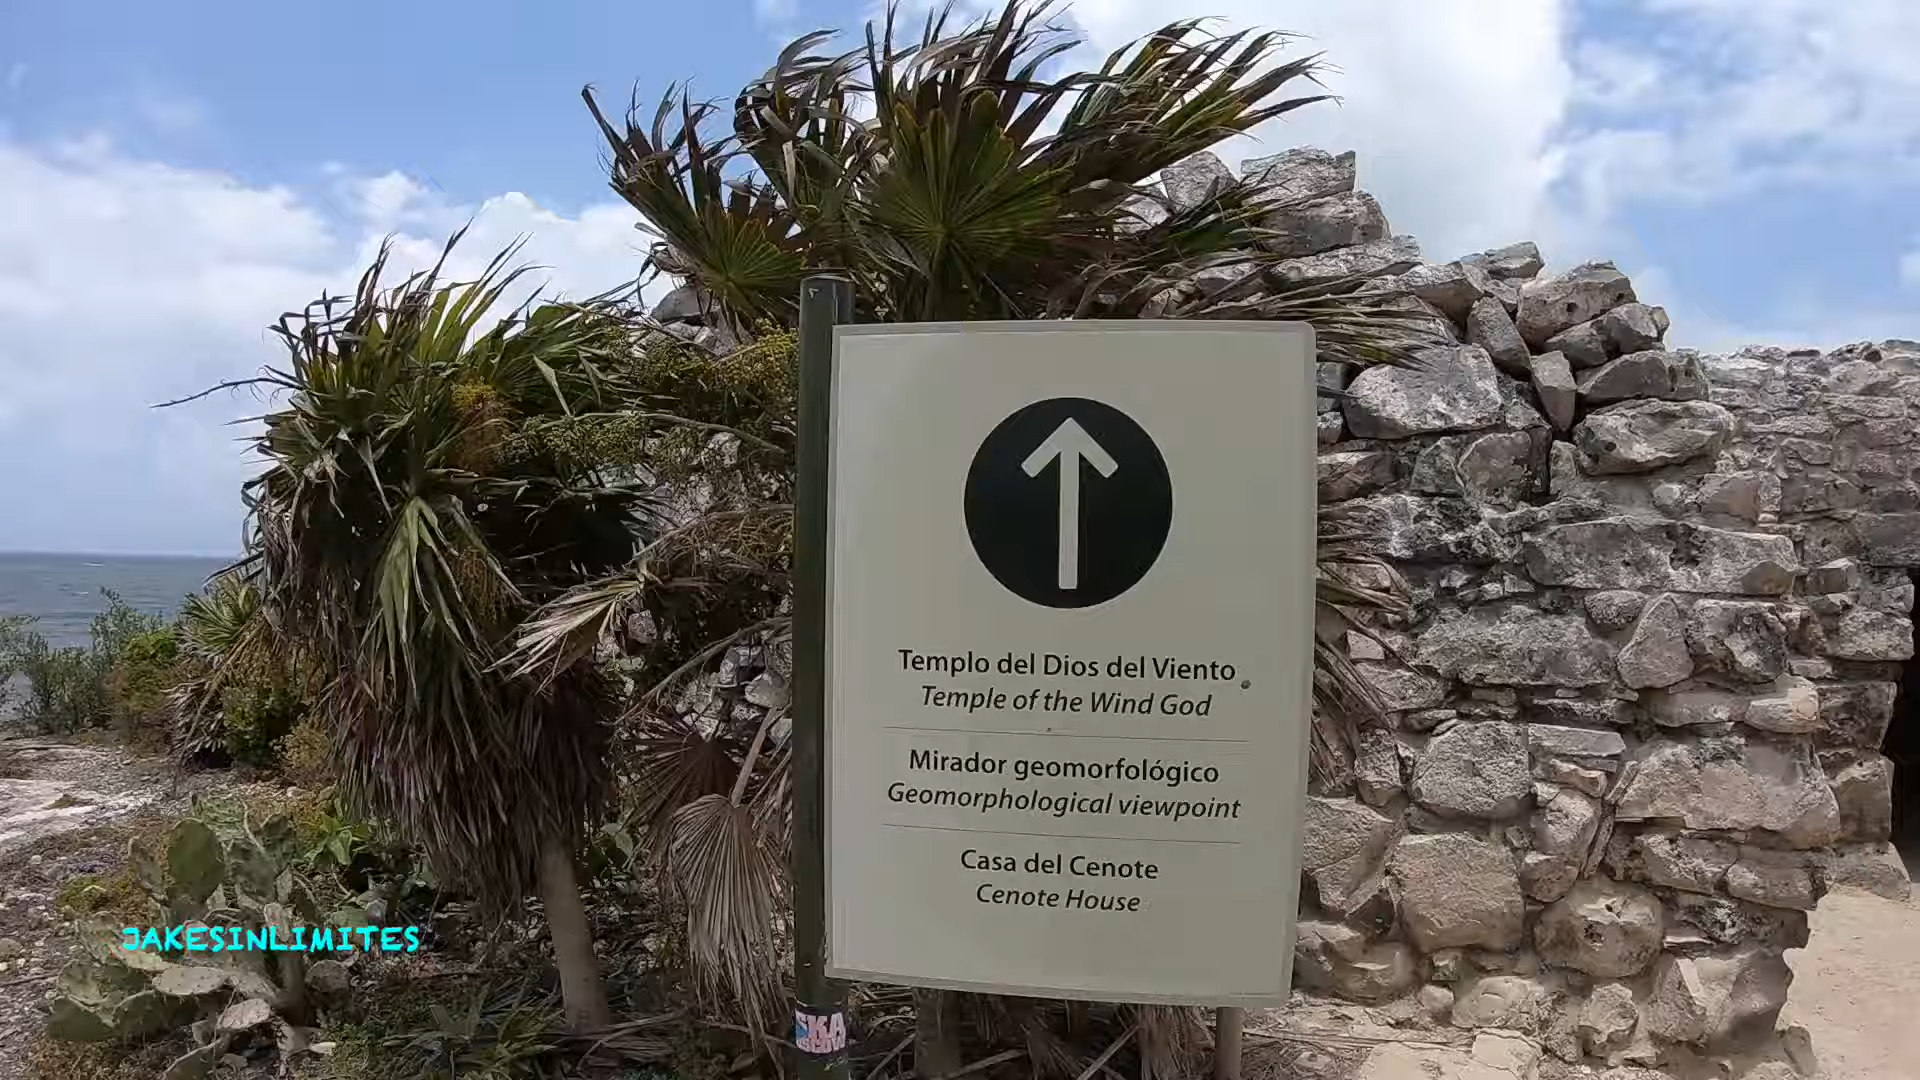 Templo del Dios del Viento
Temple of the Wind God
Mirador geomorfológico
Geomorphological viewpoint
Casa del Cenote
Cenote House
JAKESINLIMITES
SKA